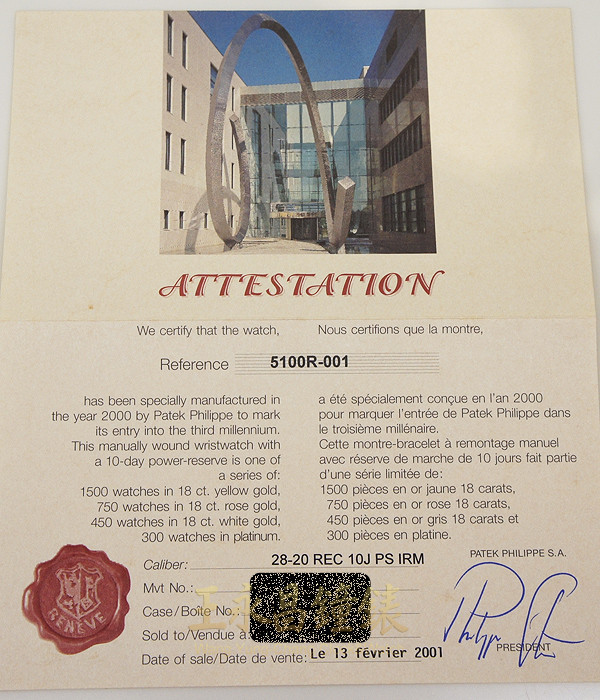 ATTESTATION
We certify that the watch,
Nous certifions que la montre,
Reference 5100R-001
has been specially manufactured in
the year 2000 by Patek Philippe to mark
its entry into the third millenium.
This manually wound wristwatch with
a 10-day power-reserve is one of
a series of:
1500 watches in 18 ct. yellow gold,
750 watches in 18 ct. rose gold,
450 watches in 18 ct. white gold,
300 watches in platinum.
a été spécialement conçue en l'an 2000
pour marquer l'entrée de Patek Philippe dans
le troisième millénaire.
Cette montre-bracelet à remontage manuel
avec réserve de marche de 10 jours fait partie
d'une série limitée de:
1500 pièces en or jaune 18 carats,
750 pièces en or rose 18 carats,
450 pièces en or gris 18 carats et
300 pièces en platine.
Caliber: 28-20 REC 10J PS IRM
Mvt No.:
Case/Boîte No.:
Sold to/Vendue à:
Date of sale/Date de vente: Le 13 février 2001
PATEK PHILIPPE S.A.
PRESIDENT
GENÈVE